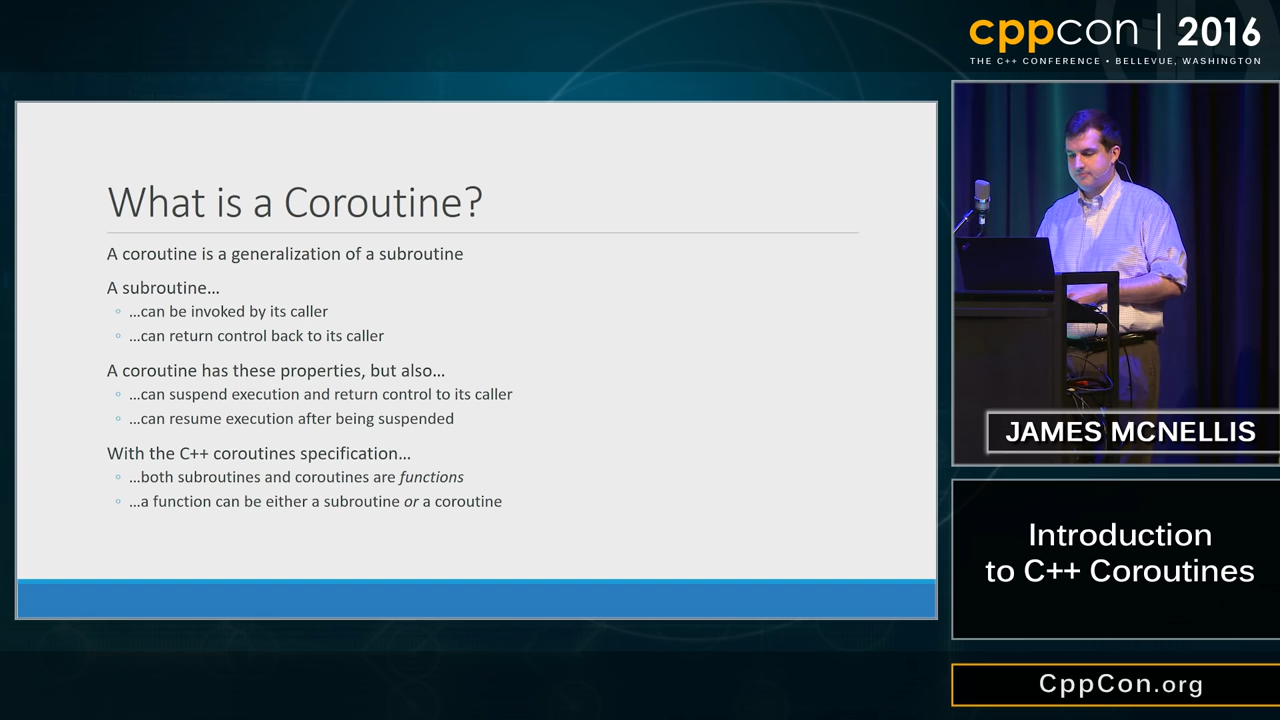 cppcon | 2016
THE C++ CONFERENCE • BELLEVUE, WASHINGTON
What is a Coroutine?
A coroutine is a generalization of a subroutine
A subroutine…
◦ …can be invoked by its caller
◦ …can return control back to its caller
A coroutine has these properties, but also…
◦ …can suspend execution and return control to its caller
◦ …can resume execution after being suspended
With the C++ coroutines specification…
◦ …both subroutines and coroutines are functions
◦ …a function can be either a subroutine or a coroutine
JAMES MCNELLIS
Introduction
to C++ Coroutines
CppCon.org